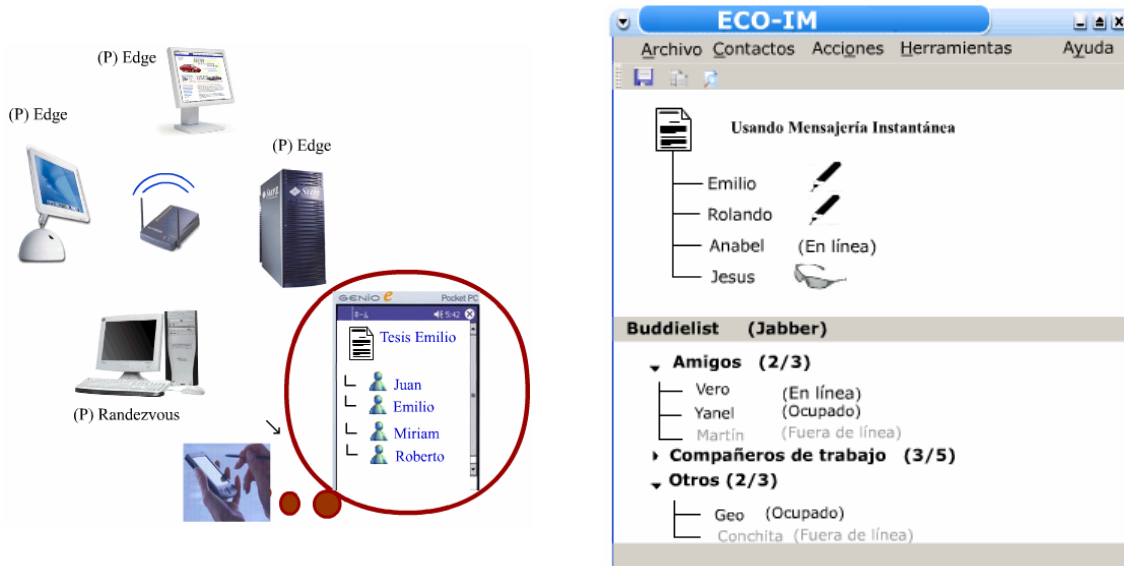 (P) Edge
(P) Edge
(P) Edge
Sun
GENIO e Pocket PC
5:42
Tesis Emilio
Juan
Emilio
Miriam
Roberto
(P) Randezvous
ECO-IM
Archivo Contactos Acciones Herramientas Ayuda
Usando Mensajería Instantánea
Emilio
Rolando
Anabel (En línea)
Jesus
Buddielist (Jabber)
Amigos (2/3)
Vero (En línea)
Yanel (Ocupado)
Martín (Fuera de línea)
Compañeros de trabajo (3/5)
Otros (2/3)
Geo (Ocupado)
Conchita (Fuera de línea)